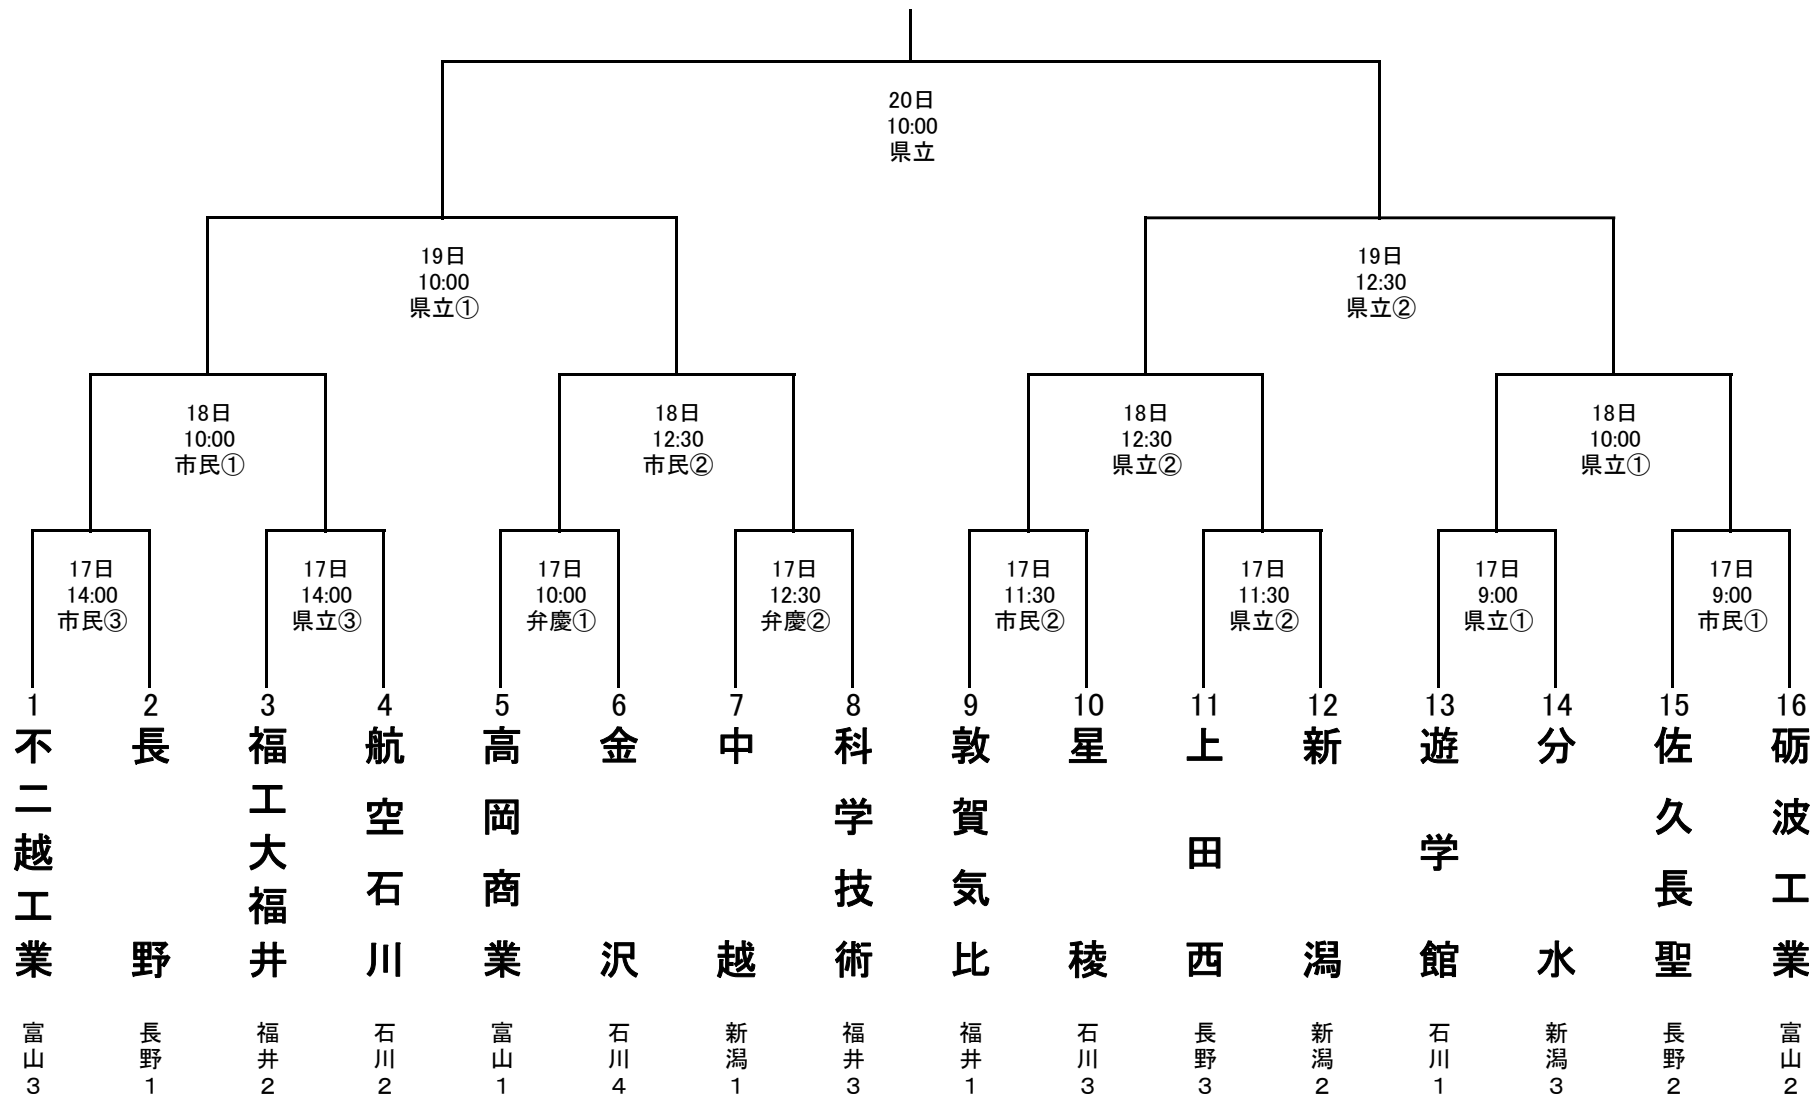 20日
10:00
県立
19日
10:00
県立①
19日
12:30
県立②
18日
10:00
市民①
18日
12:30
市民②
18日
12:30
県立②
18日
10:00
県立①
17日
14:00
市民③
17日
14:00
県立③
17日
10:00
弁慶①
17日
12:30
弁慶②
17日
11:30
市民②
17日
11:30
県立②
17日
9:00
県立①
17日
9:00
市民①
1
不二越工業
富山3
2
長野
長野1
3
福工大福井
福井2
4
航空石川
石川2
5
高岡商業
富山1
6
金沢
石川4
7
中越
新潟1
8
科学技術
福井3
9
敦賀気比
福井1
10
星稜
石川3
11
上田西
長野3
12
新潟
新潟2
13
遊学館
石川1
14
分水
新潟3
15
佐久長聖
長野2
16
砺波工業
富山2